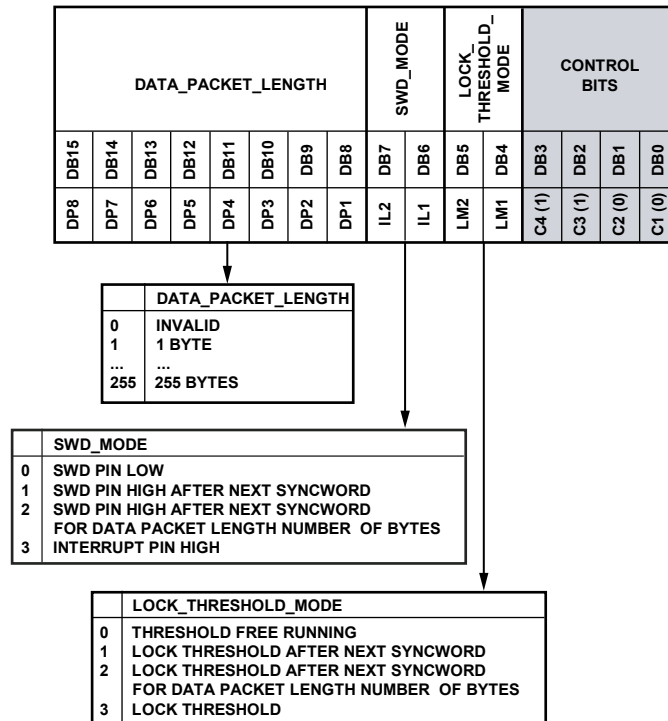 DATA_PACKET_LENGTH
SWD_MODE
LOCK_
THRESHOLD_
MODE
CONTROL
BITS
DB15 DB14 DB13 DB12 DB11 DB10 DB9 DB8 DB7 DB6 DB5 DB4 DB3 DB2 DB1 DB0
DP8 DP7 DP6 DP5 DP4 DP3 DP2 DP1 IL2 IL1 LM2 LM1 C4 (1) C3 (1) C2 (0) C1 (0)
DATA_PACKET_LENGTH
0 INVALID
1 1 BYTE
... ...
255 255 BYTES
SWD_MODE
0 SWD PIN LOW
1 SWD PIN HIGH AFTER NEXT SYNCWORD
2 SWD PIN HIGH AFTER NEXT SYNCWORD
FOR DATA PACKET LENGTH NUMBER OF BYTES
3 INTERRUPT PIN HIGH
LOCK_THRESHOLD_MODE
0 THRESHOLD FREE RUNNING
1 LOCK THRESHOLD AFTER NEXT SYNCWORD
2 LOCK THRESHOLD AFTER NEXT SYNCWORD
FOR DATA PACKET LENGTH NUMBER OF BYTES
3 LOCK THRESHOLD